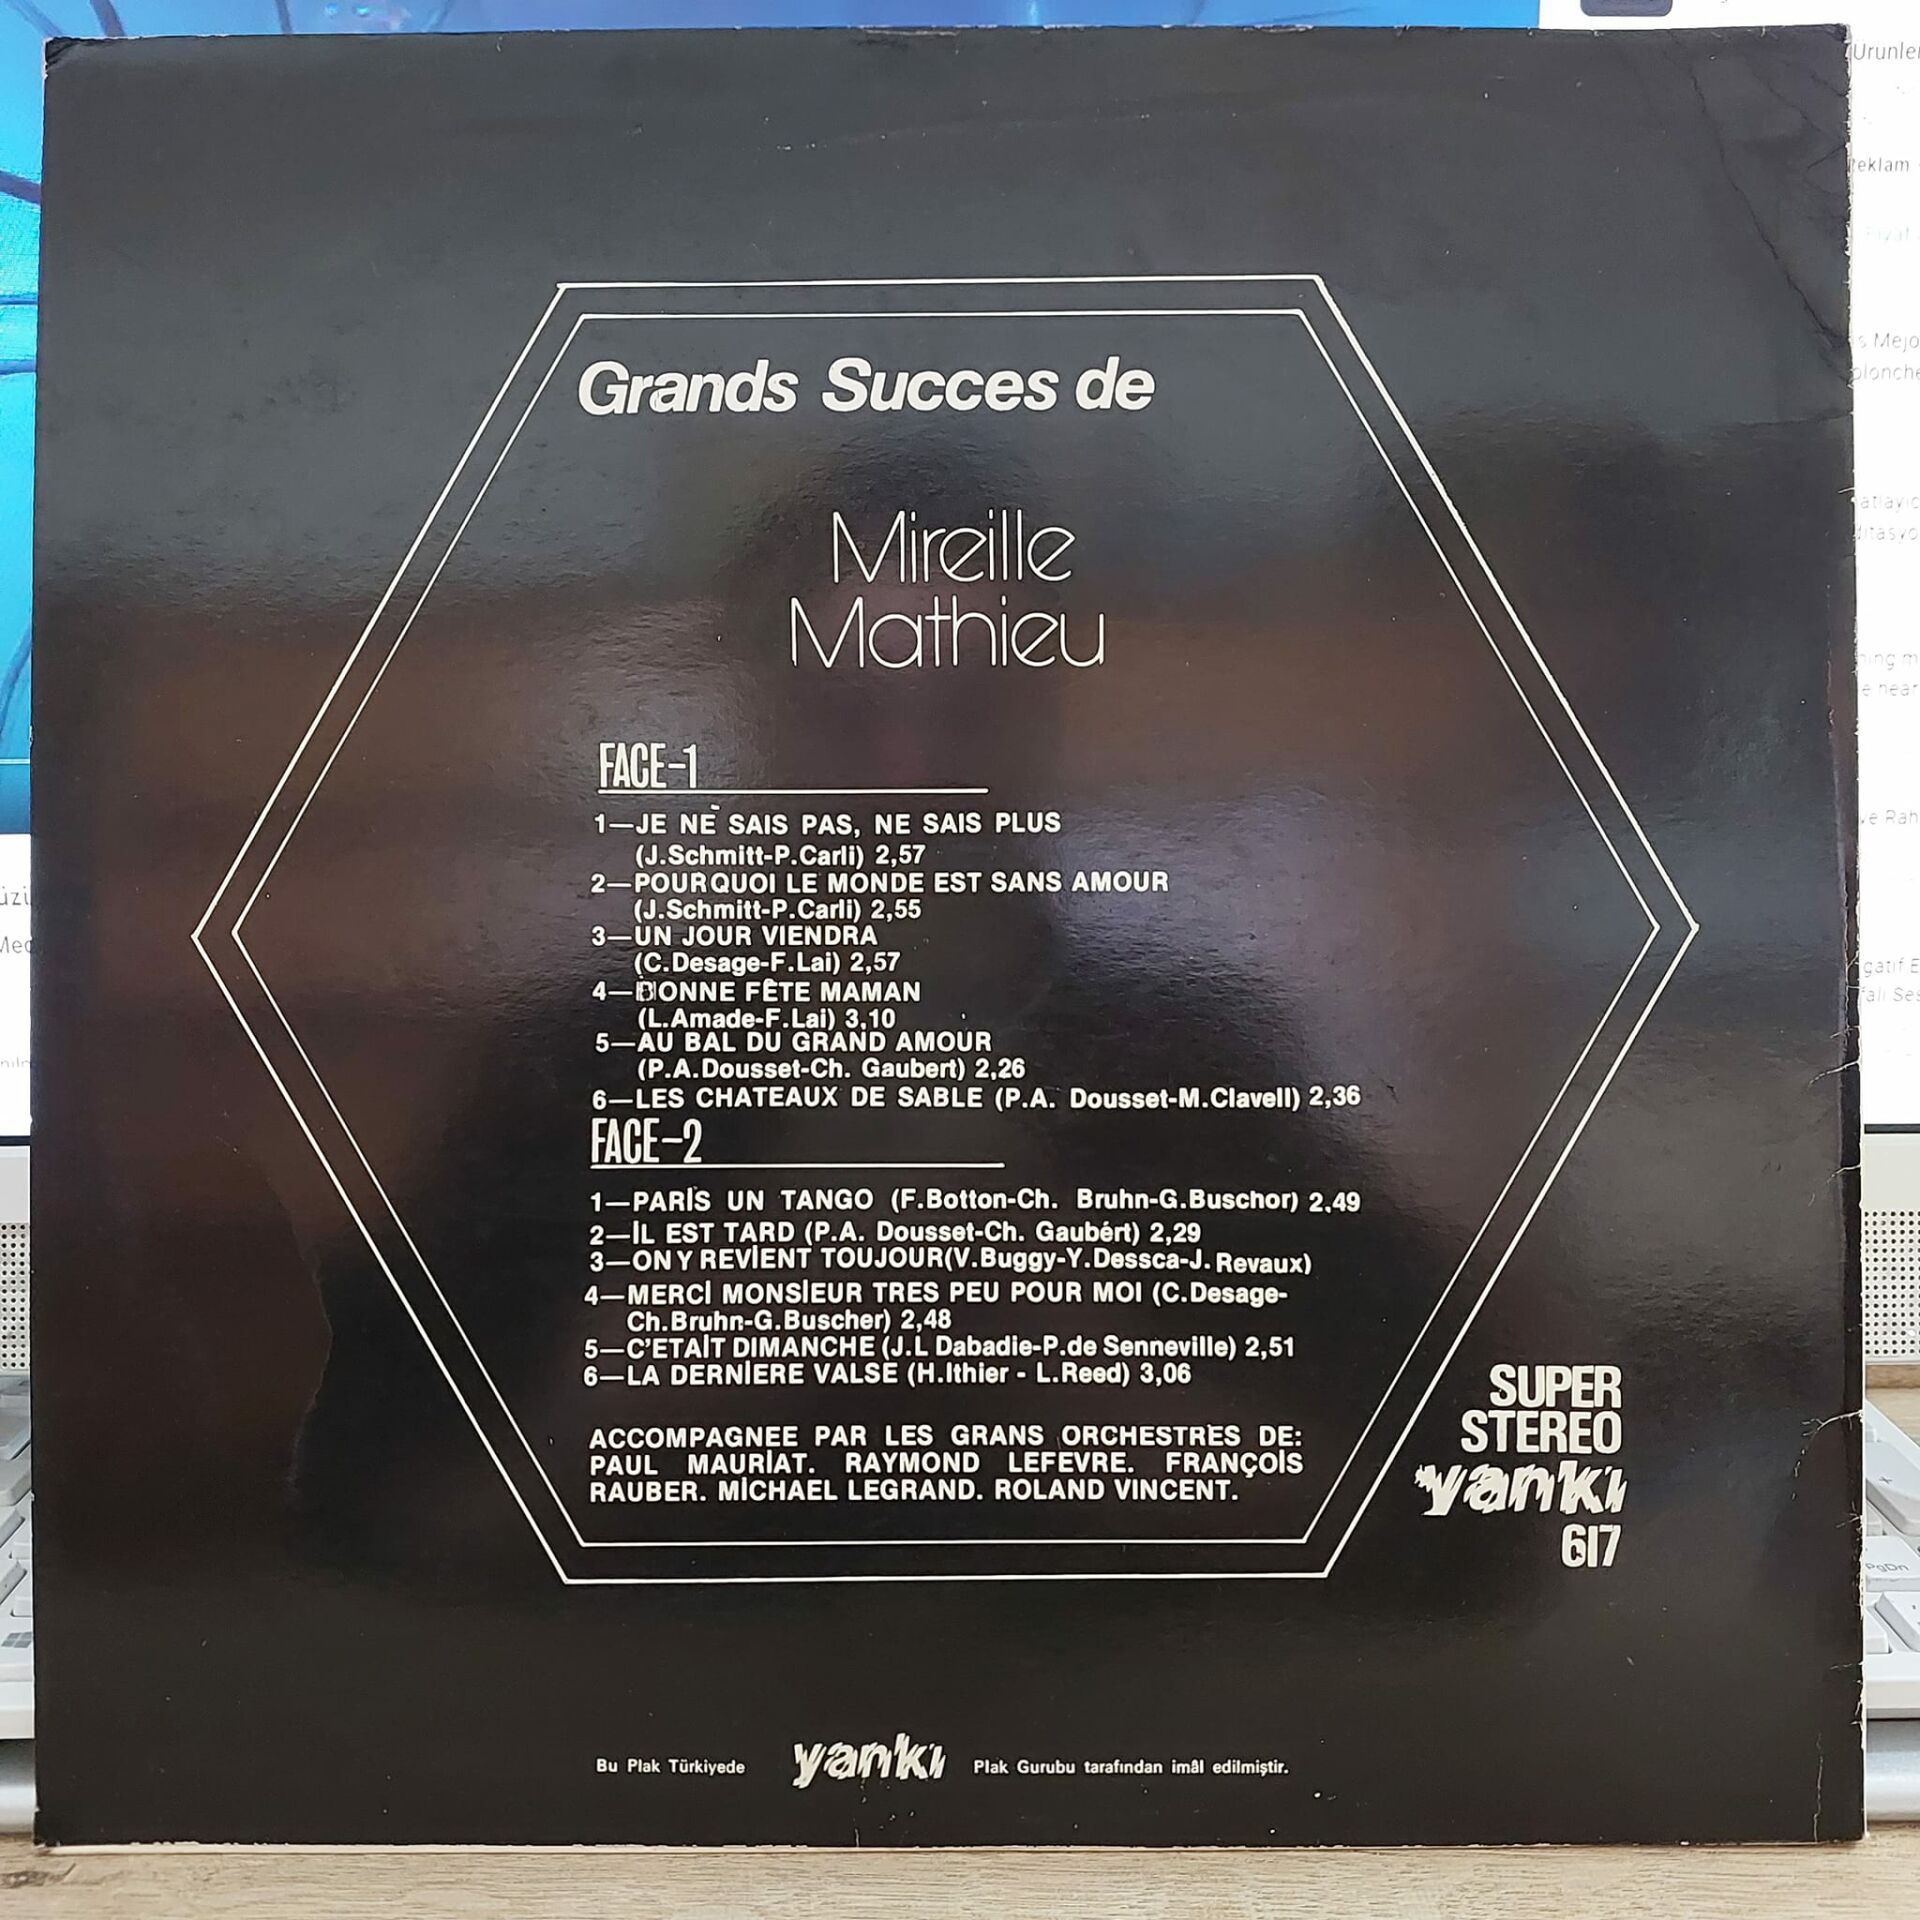 Grands Succes de
Mireille
Mathieu
FACE-1
1—JE NE SAIS PAS, NE SAIS PLUS
(J.Schmitt-P.Carli) 2,57
2—POURQUOI LE MONDE EST SANS AMOUR
(J.Schmitt-P.Carli) 2,55
3—UN JOUR VIENDRA
(C.Desage-F.Lai) 2,57
4—BONNE FÊTE MAMAN
(L.Amade-F.Lai) 3,10
5—AU BAL DU GRAND AMOUR
(P.A.Dousset-Ch. Gaubert) 2,26
6—LES CHATEAUX DE SABLE (P.A. Dousset-M.Clavell) 2,36
FACE-2
1—PARİS UN TANGO (F.Botton-Ch. Bruhn-G.Buschor) 2,49
2—İL EST TARD (P.A. Dousset-Ch. Gaubért) 2,29
3—ON Y REVİENT TOUJOUR(V.Buggy-Y.Dessca-J. Revaux)
4—MERCİ MONSİEUR TRES PEU POUR MOI (C.Desage-
Ch.Bruhn-G.Buscher) 2,48
5—C'ETAİT DIMANCHE (J.L Dabadie-P.de Senneville) 2,51
6—LA DERNİERE VALSE (H.Ithier - L.Reed) 3,06
ACCOMPAGNEE PAR LES GRANS ORCHESTRES DE:
PAUL MAURİAT. RAYMOND LEFEVRE. FRANÇOİS
RAUBER. MİCHAEL LEGRAND. ROLAND VINCENT.
SUPER
STEREO
yankı
617
Bu Plak Türkiyede yankı Plak Gurubu tarafından imâl edilmiştir.
Urunler
teklam
Fiyat
PgDn